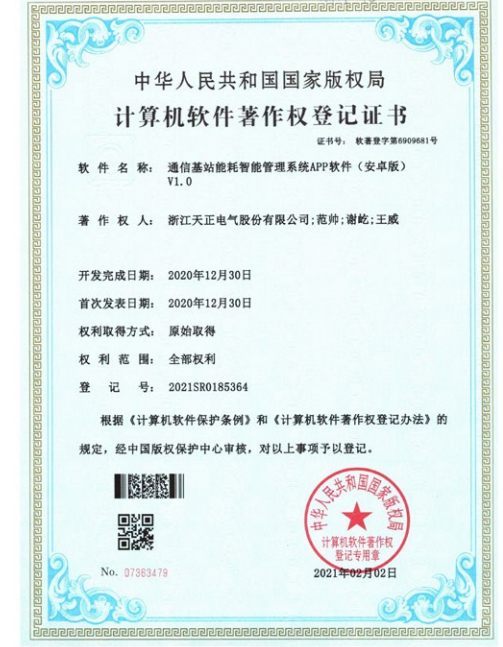 中华人民共和国国家版权局
计算机软件著作权登记证书
证书号： 软著登字第6909681号
软件名称： 通信基站能耗智能管理系统APP软件（安卓版）
V1.0
著作权人： 浙江天正电气股份有限公司;范帅;谢屹;王威
开发完成日期： 2020年12月30日
首次发表日期： 2020年12月30日
权利取得方式： 原始取得
权利范围： 全部权利
登记号： 2021SR0185364
根据《计算机软件保护条例》和《计算机软件著作权登记办法》的
规定，经中国版权保护中心审核，对以上事项予以登记。
中华人民共和国国家版权局
计算机软件著作权
登记专用章
No. 07363479
2021年02月02日